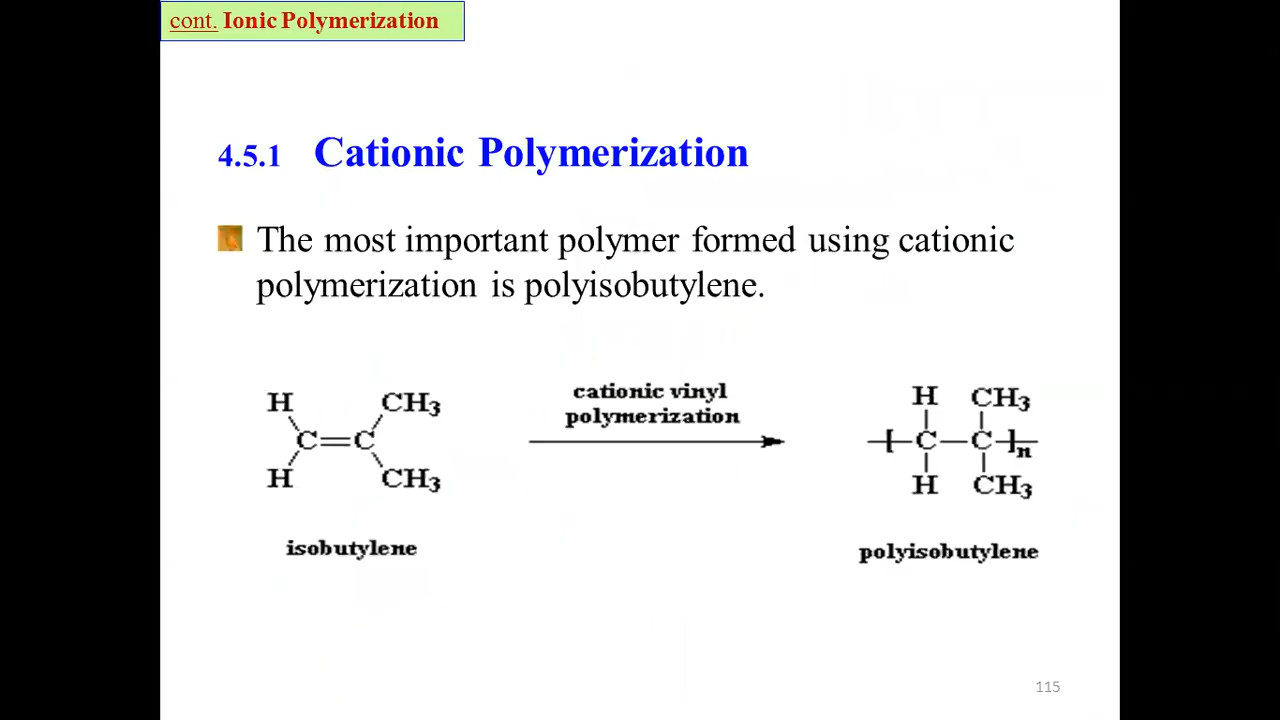 cont. Ionic Polymerization
4.5.1 Cationic Polymerization
The most important polymer formed using cationic
polymerization is polyisobutylene.
H CH3
C=C
H CH3
isobutylene
cationic vinyl
polymerization
H CH3
[ C—C ]n
H CH3
polyisobutylene
115